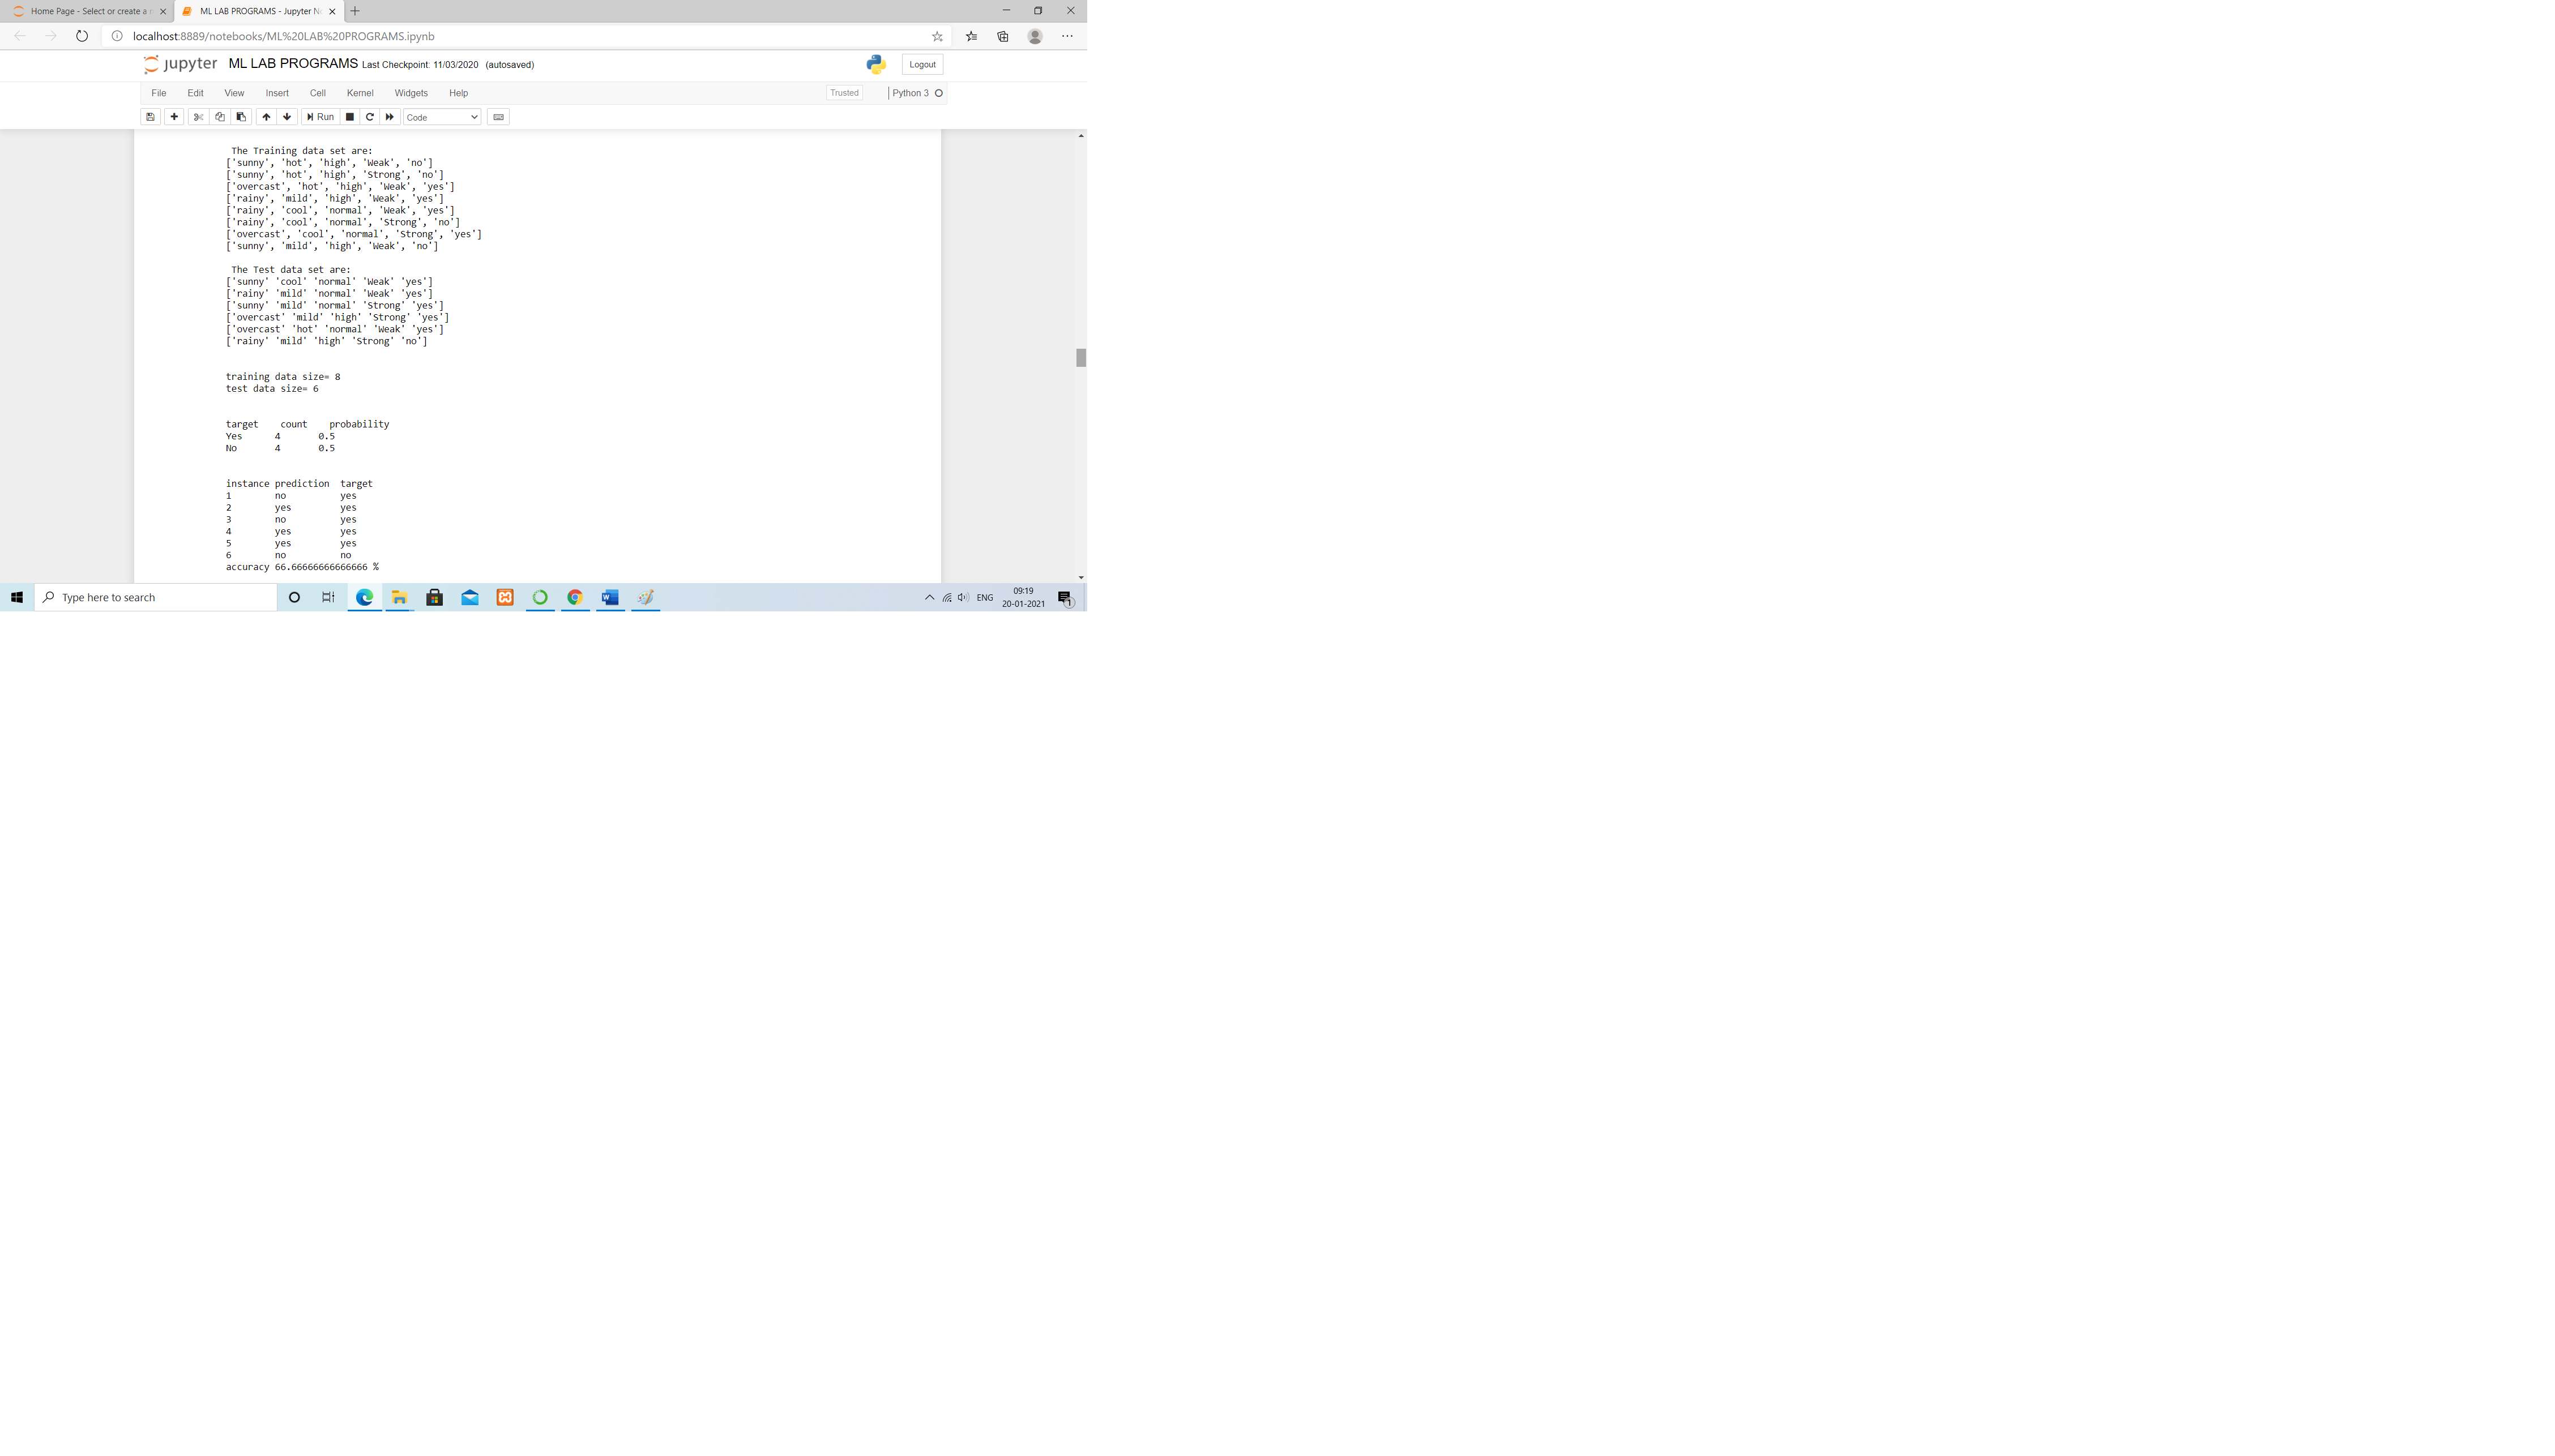 Home Page - Select or create a n
ML LAB PROGRAMS - Jupyter N
localhost:8889/notebooks/ML%20LAB%20PROGRAMS.ipynb
jupyter ML LAB PROGRAMS Last Checkpoint: 11/03/2020 (autosaved)
Logout
File Edit View Insert Cell Kernel Widgets Help
Trusted
Python 3
Run
Code
The Training data set are:
['sunny', 'hot', 'high', 'Weak', 'no']
['sunny', 'hot', 'high', 'Strong', 'no']
['overcast', 'hot', 'high', 'Weak', 'yes']
['rainy', 'mild', 'high', 'Weak', 'yes']
['rainy', 'cool', 'normal', 'Weak', 'yes']
['rainy', 'cool', 'normal', 'Strong', 'no']
['overcast', 'cool', 'normal', 'Strong', 'yes']
['sunny', 'mild', 'high', 'Weak', 'no']
The Test data set are:
['sunny' 'cool' 'normal' 'Weak' 'yes']
['rainy' 'mild' 'normal' 'Weak' 'yes']
['sunny' 'mild' 'normal' 'Strong' 'yes']
['overcast' 'mild' 'high' 'Strong' 'yes']
['overcast' 'hot' 'normal' 'Weak' 'yes']
['rainy' 'mild' 'high' 'Strong' 'no']
training data size= 8
test data size= 6
target count probability
Yes 4 0.5
No 4 0.5
instance prediction target
1 no yes
2 yes yes
3 no yes
4 yes yes
5 yes yes
6 no no
accuracy 66.66666666666666 %
Type here to search
W
ENG
09:19
20-01-2021
1